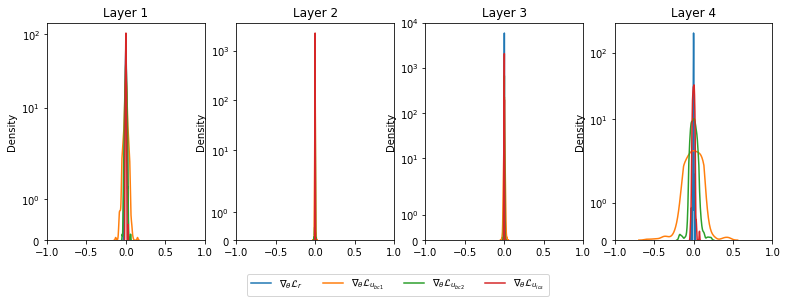 Layer 1 Layer 2 Layer 3 Layer 4
Density 10² 10¹ 10⁰ 0
Density 10³ 10² 10¹ 10⁰ 0
Density 10⁴ 10³ 10² 10¹ 10⁰ 0
Density 10² 10¹ 10⁰ 0
−1.0 −0.5 0.0 0.5 1.0 −1.0 −0.5 0.0 0.5 1.0 −1.0 −0.5 0.0 0.5 1.0 −1.0 −0.5 0.0 0.5 1.0
∇θℒr ∇θℒu_bc1 ∇θℒu_bc2 ∇θℒu_ics